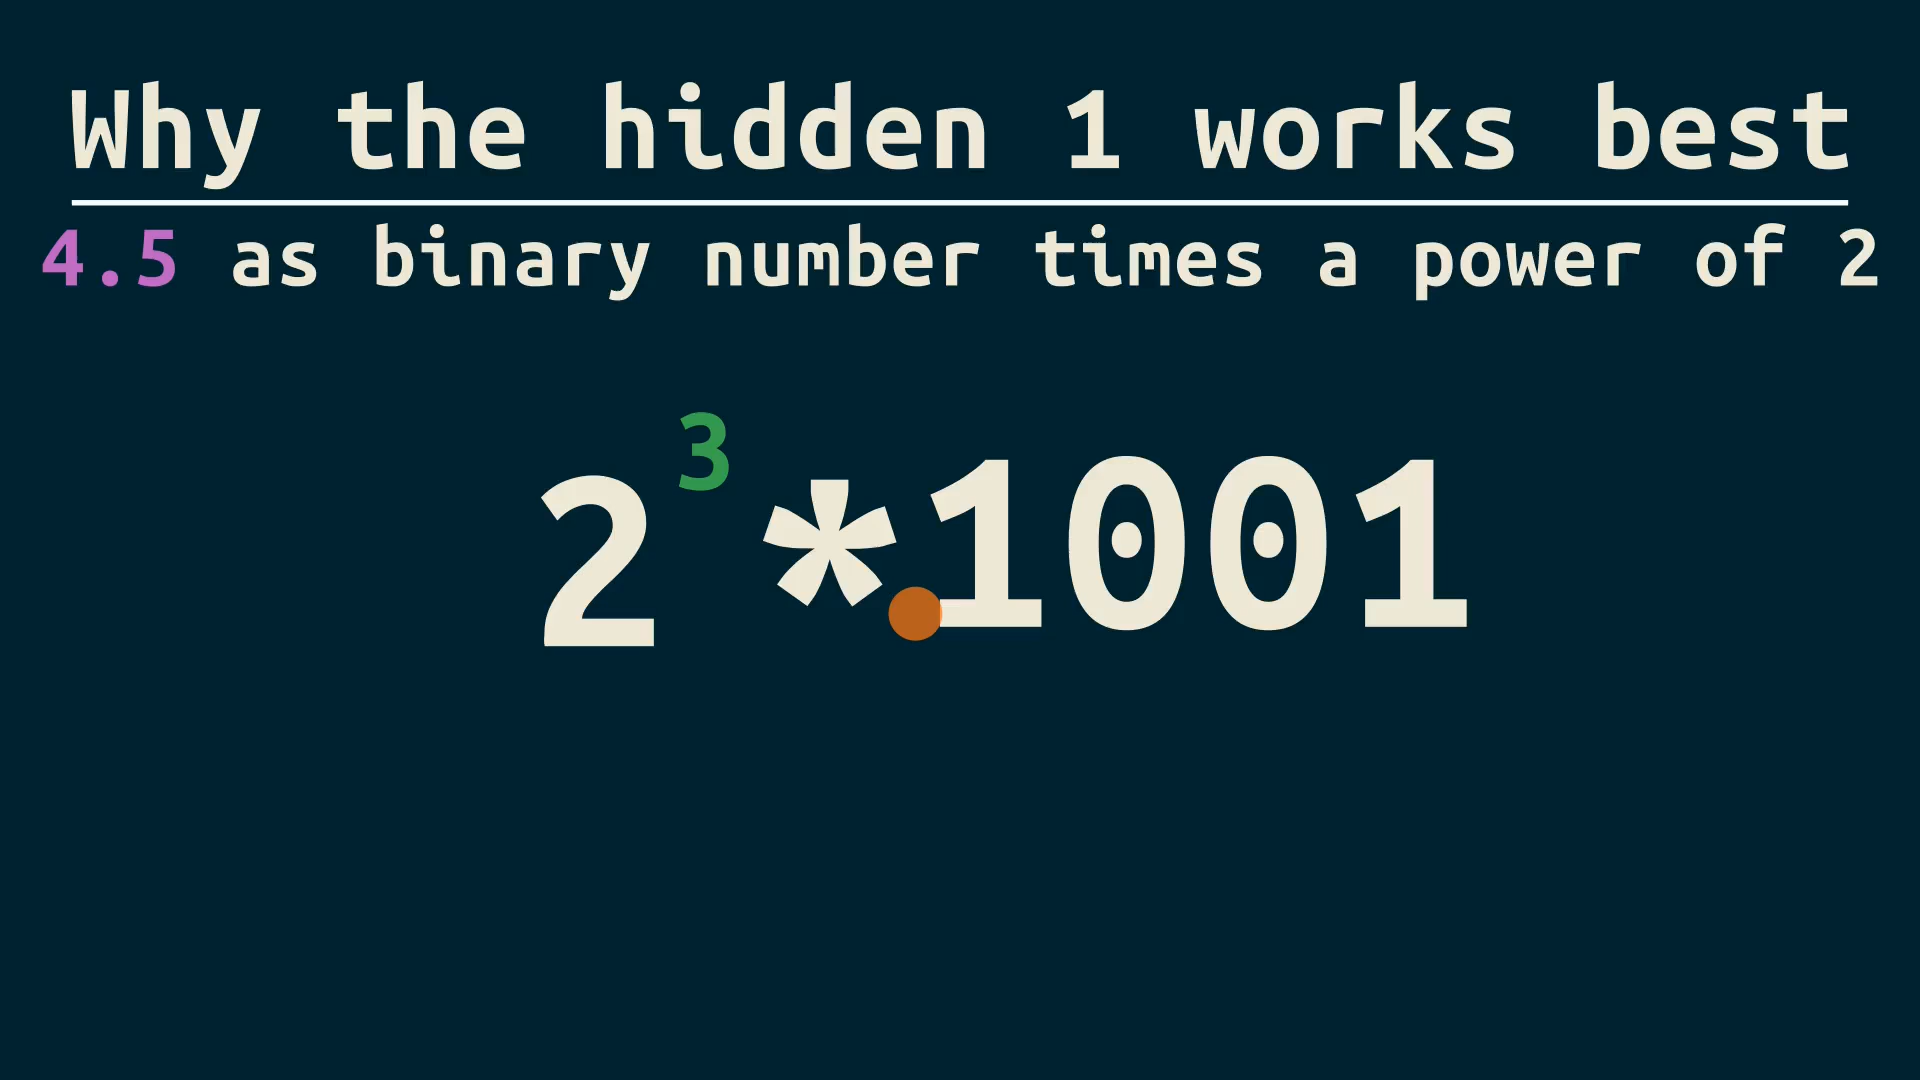 Why the hidden 1 works best
4.5 as binary number times a power of 2
2³*.1001